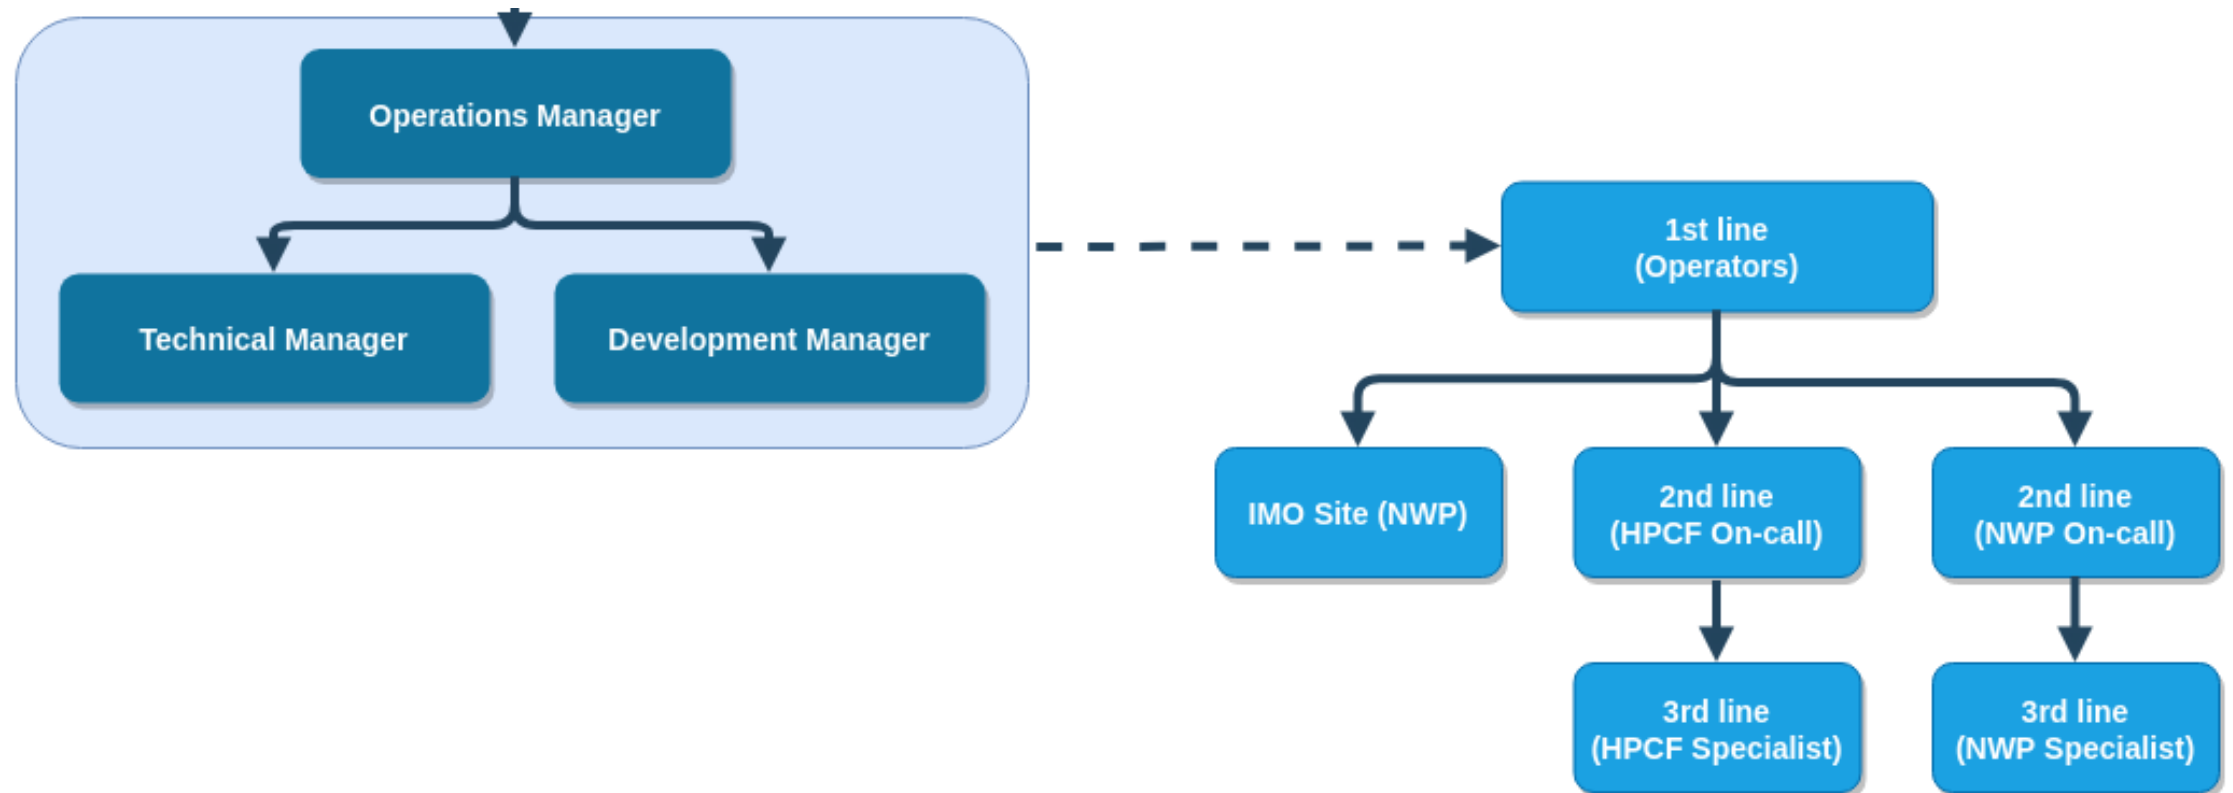 Operations Manager
Technical Manager
Development Manager
1st line
(Operators)
IMO Site (NWP)
2nd line
(HPCF On-call)
2nd line
(NWP On-call)
3rd line
(HPCF Specialist)
3rd line
(NWP Specialist)